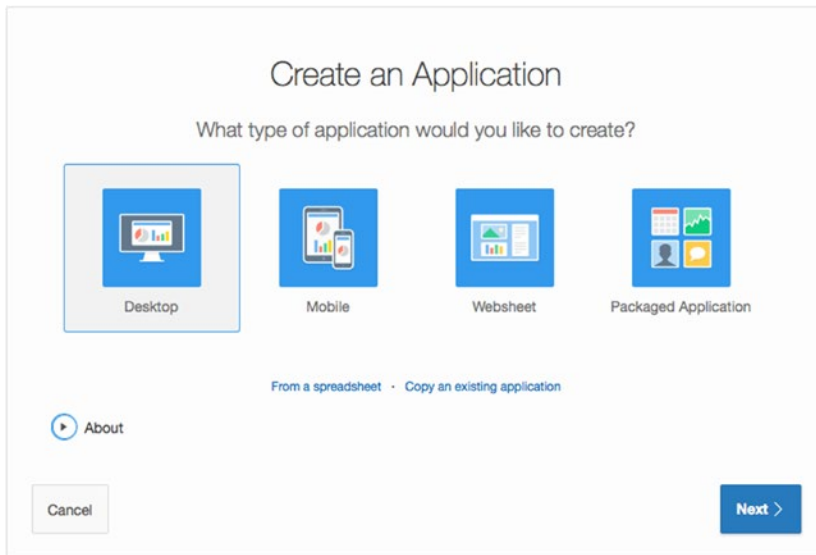 Create an Application
What type of application would you like to create?
Desktop
Mobile
Websheet
Packaged Application
From a spreadsheet · Copy an existing application
About
Cancel
Next